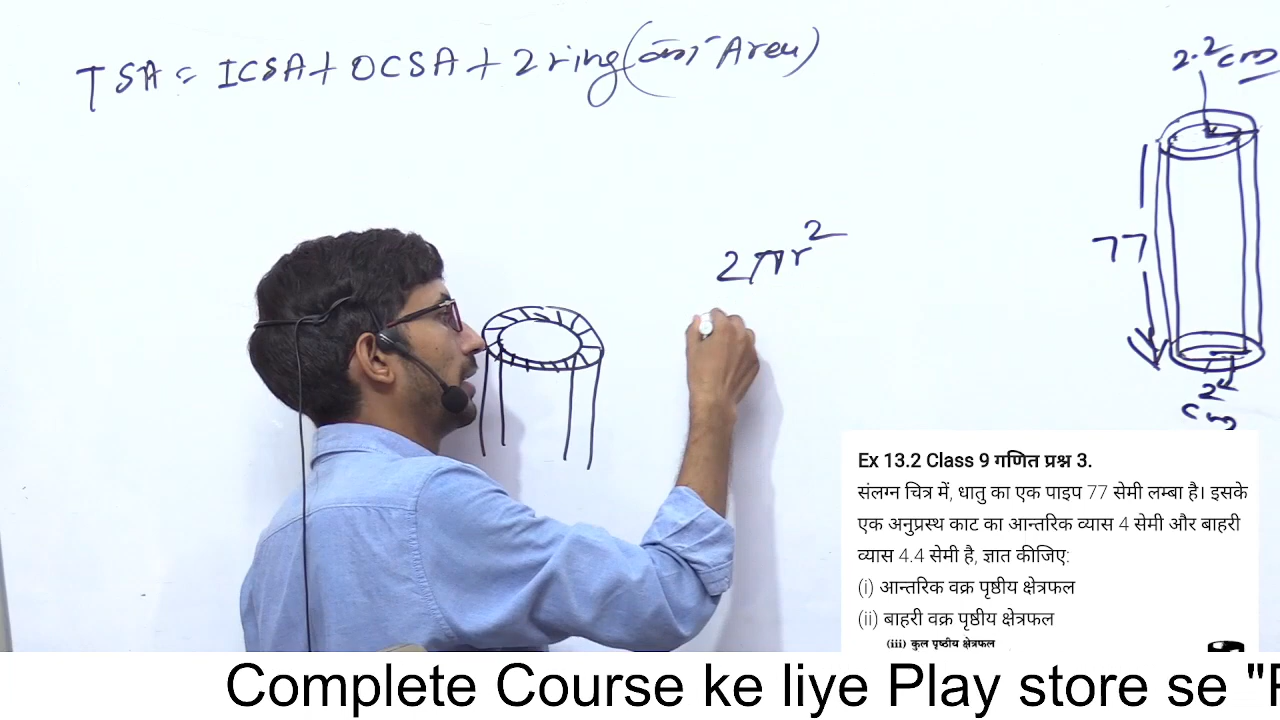 TSA = ICSA + OCSA + 2 ring (का Area)
2.2 cm
2πr²
77
2
cm
Ex 13.2 Class 9 गणित प्रश्न 3.
संलग्न चित्र में, धातु का एक पाइप 77 सेमी लम्बा है। इसके
एक अनुप्रस्थ काट का आन्तरिक व्यास 4 सेमी और बाहरी
व्यास 4.4 सेमी है, ज्ञात कीजिए:
(i) आन्तरिक वक्र पृष्ठीय क्षेत्रफल
(ii) बाहरी वक्र पृष्ठीय क्षेत्रफल
(iii) कुल पृष्ठीय क्षेत्रफल
Complete Course ke liye Play store se "